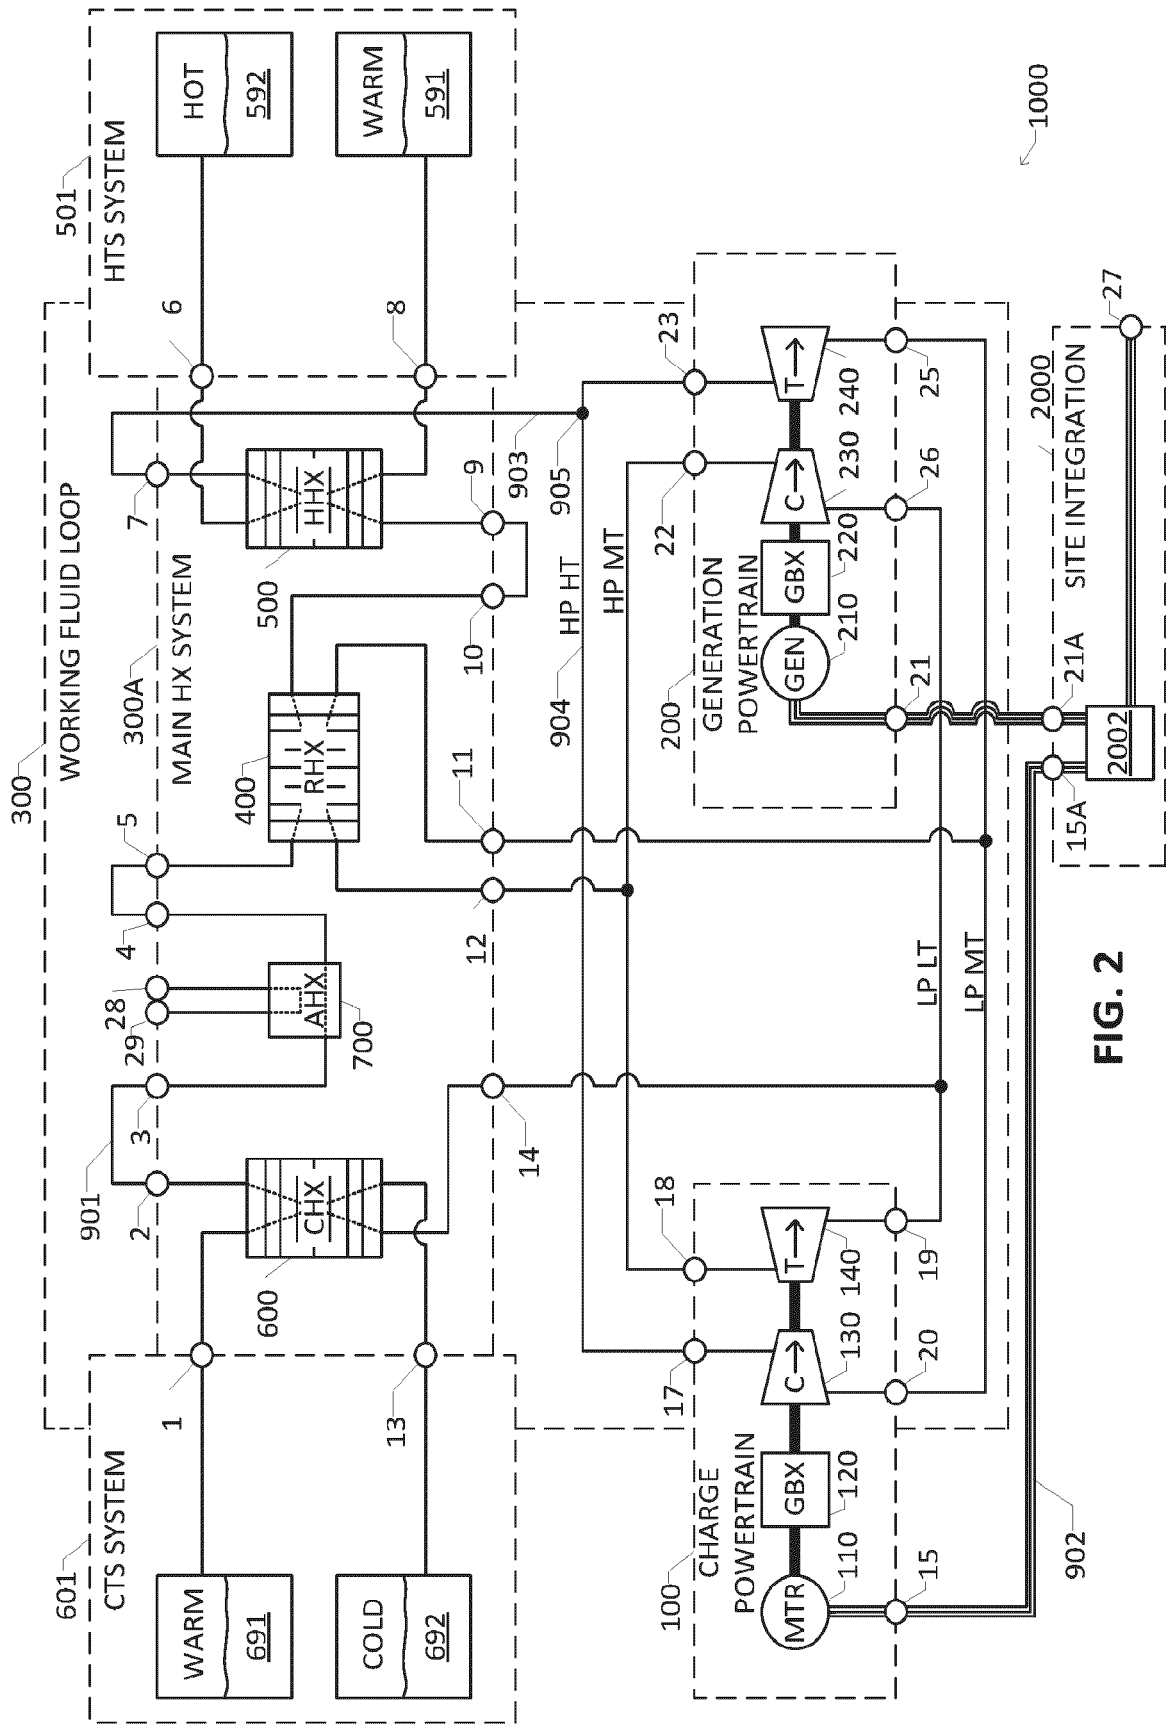 300
WORKING FLUID LOOP
601
CTS SYSTEM
901
2
3
29
28
4
5
300A
MAIN HX SYSTEM
7
501
HTS SYSTEM
1
6
WARM
691
HOT
592
600
CHX
700
AHX
400
RHX
500
HHX
13
8
COLD
692
WARM
591
14
12
11
10
9
903
904
HP HT
905
HP MT
100
CHARGE
POWERTRAIN
17
18
200
GENERATION
POWERTRAIN
22
23
MTR
GBX
C
T
GEN
GBX
C
T
110
120
130
140
210
220
230
240
15
20
19
LP LT
LP MT
21
26
25
902
15A
21A
2000
SITE INTEGRATION
2002
27
1000
FIG. 2